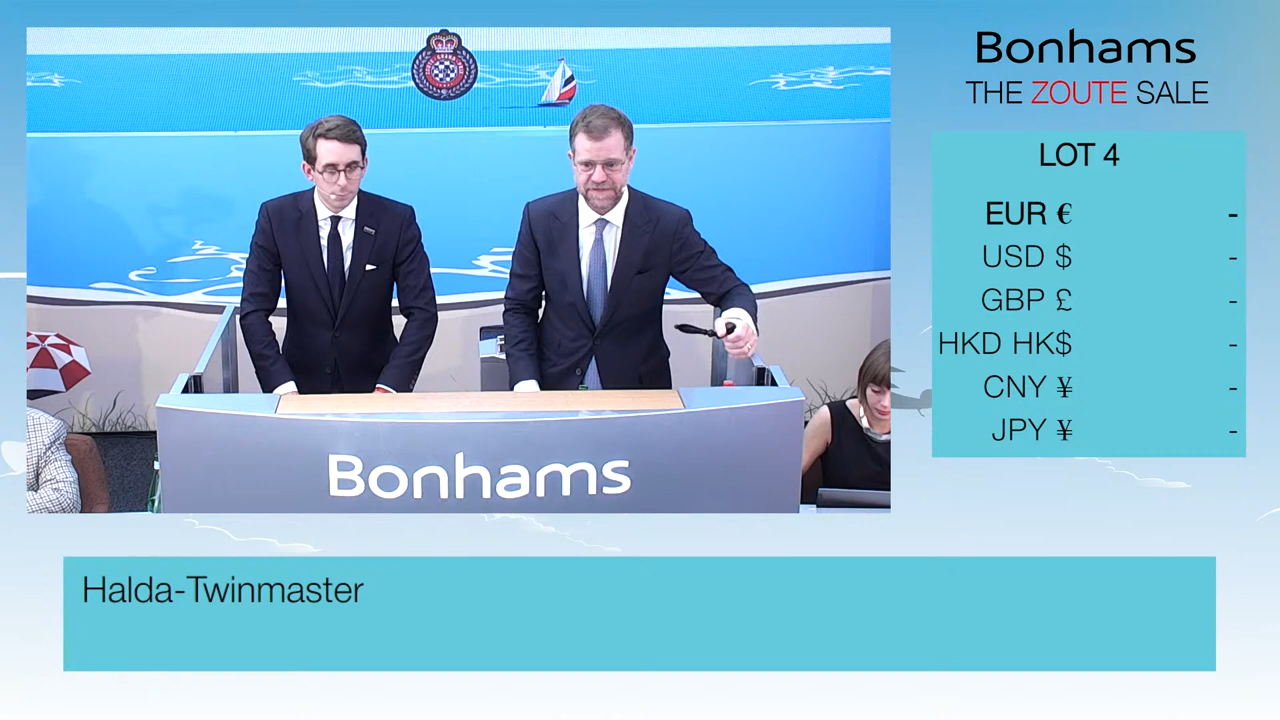 Bonhams
THE ZOUTE SALE
LOT 4
EUR € -
USD $ -
GBP £ -
HKD HK$ -
CNY ¥ -
JPY ¥ -
Bonhams
Halda-Twinmaster